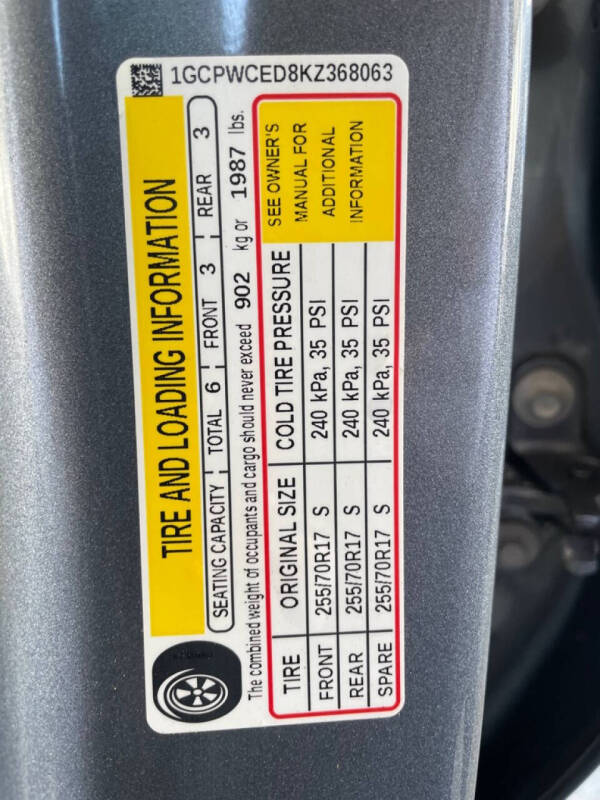 1GCPWCED8KZ368063
TIRE AND LOADING INFORMATION
SEATING CAPACITY TOTAL 6 FRONT 3 REAR 3
The combined weight of occupants and cargo should never exceed 902 kg or 1987 lbs.
TIRE ORIGINAL SIZE COLD TIRE PRESSURE
FRONT 255/70R17 S 240 kPa, 35 PSI
REAR 255/70R17 S 240 kPa, 35 PSI
SPARE 255/70R17 S 240 kPa, 35 PSI
SEE OWNER'S
MANUAL FOR
ADDITIONAL
INFORMATION